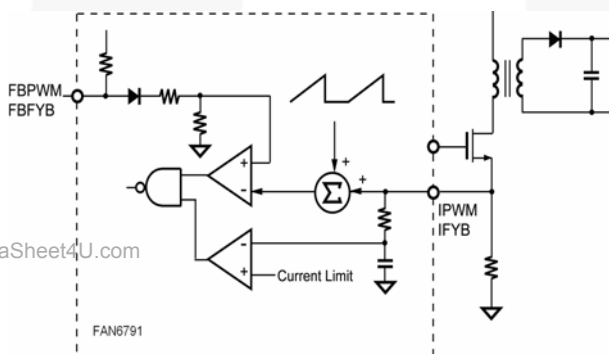 FBPWM
FBFYB
+
-
+
+
Σ
IPWM
IFYB
-
+
Current Limit
aSheet4U.com
FAN6791